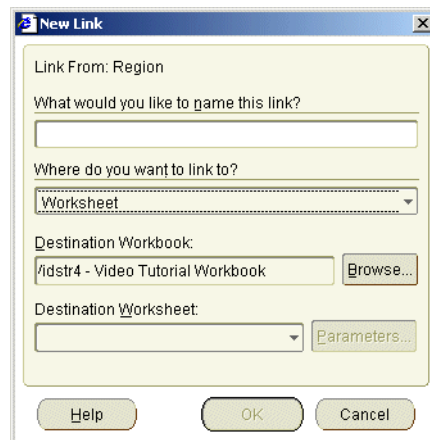 New Link
Link From: Region
What would you like to name this link?
Where do you want to link to?
Worksheet
Destination Workbook:
Vidstr4 - Video Tutorial Workbook
Browse...
Destination Worksheet:
Parameters...
Help
OK
Cancel